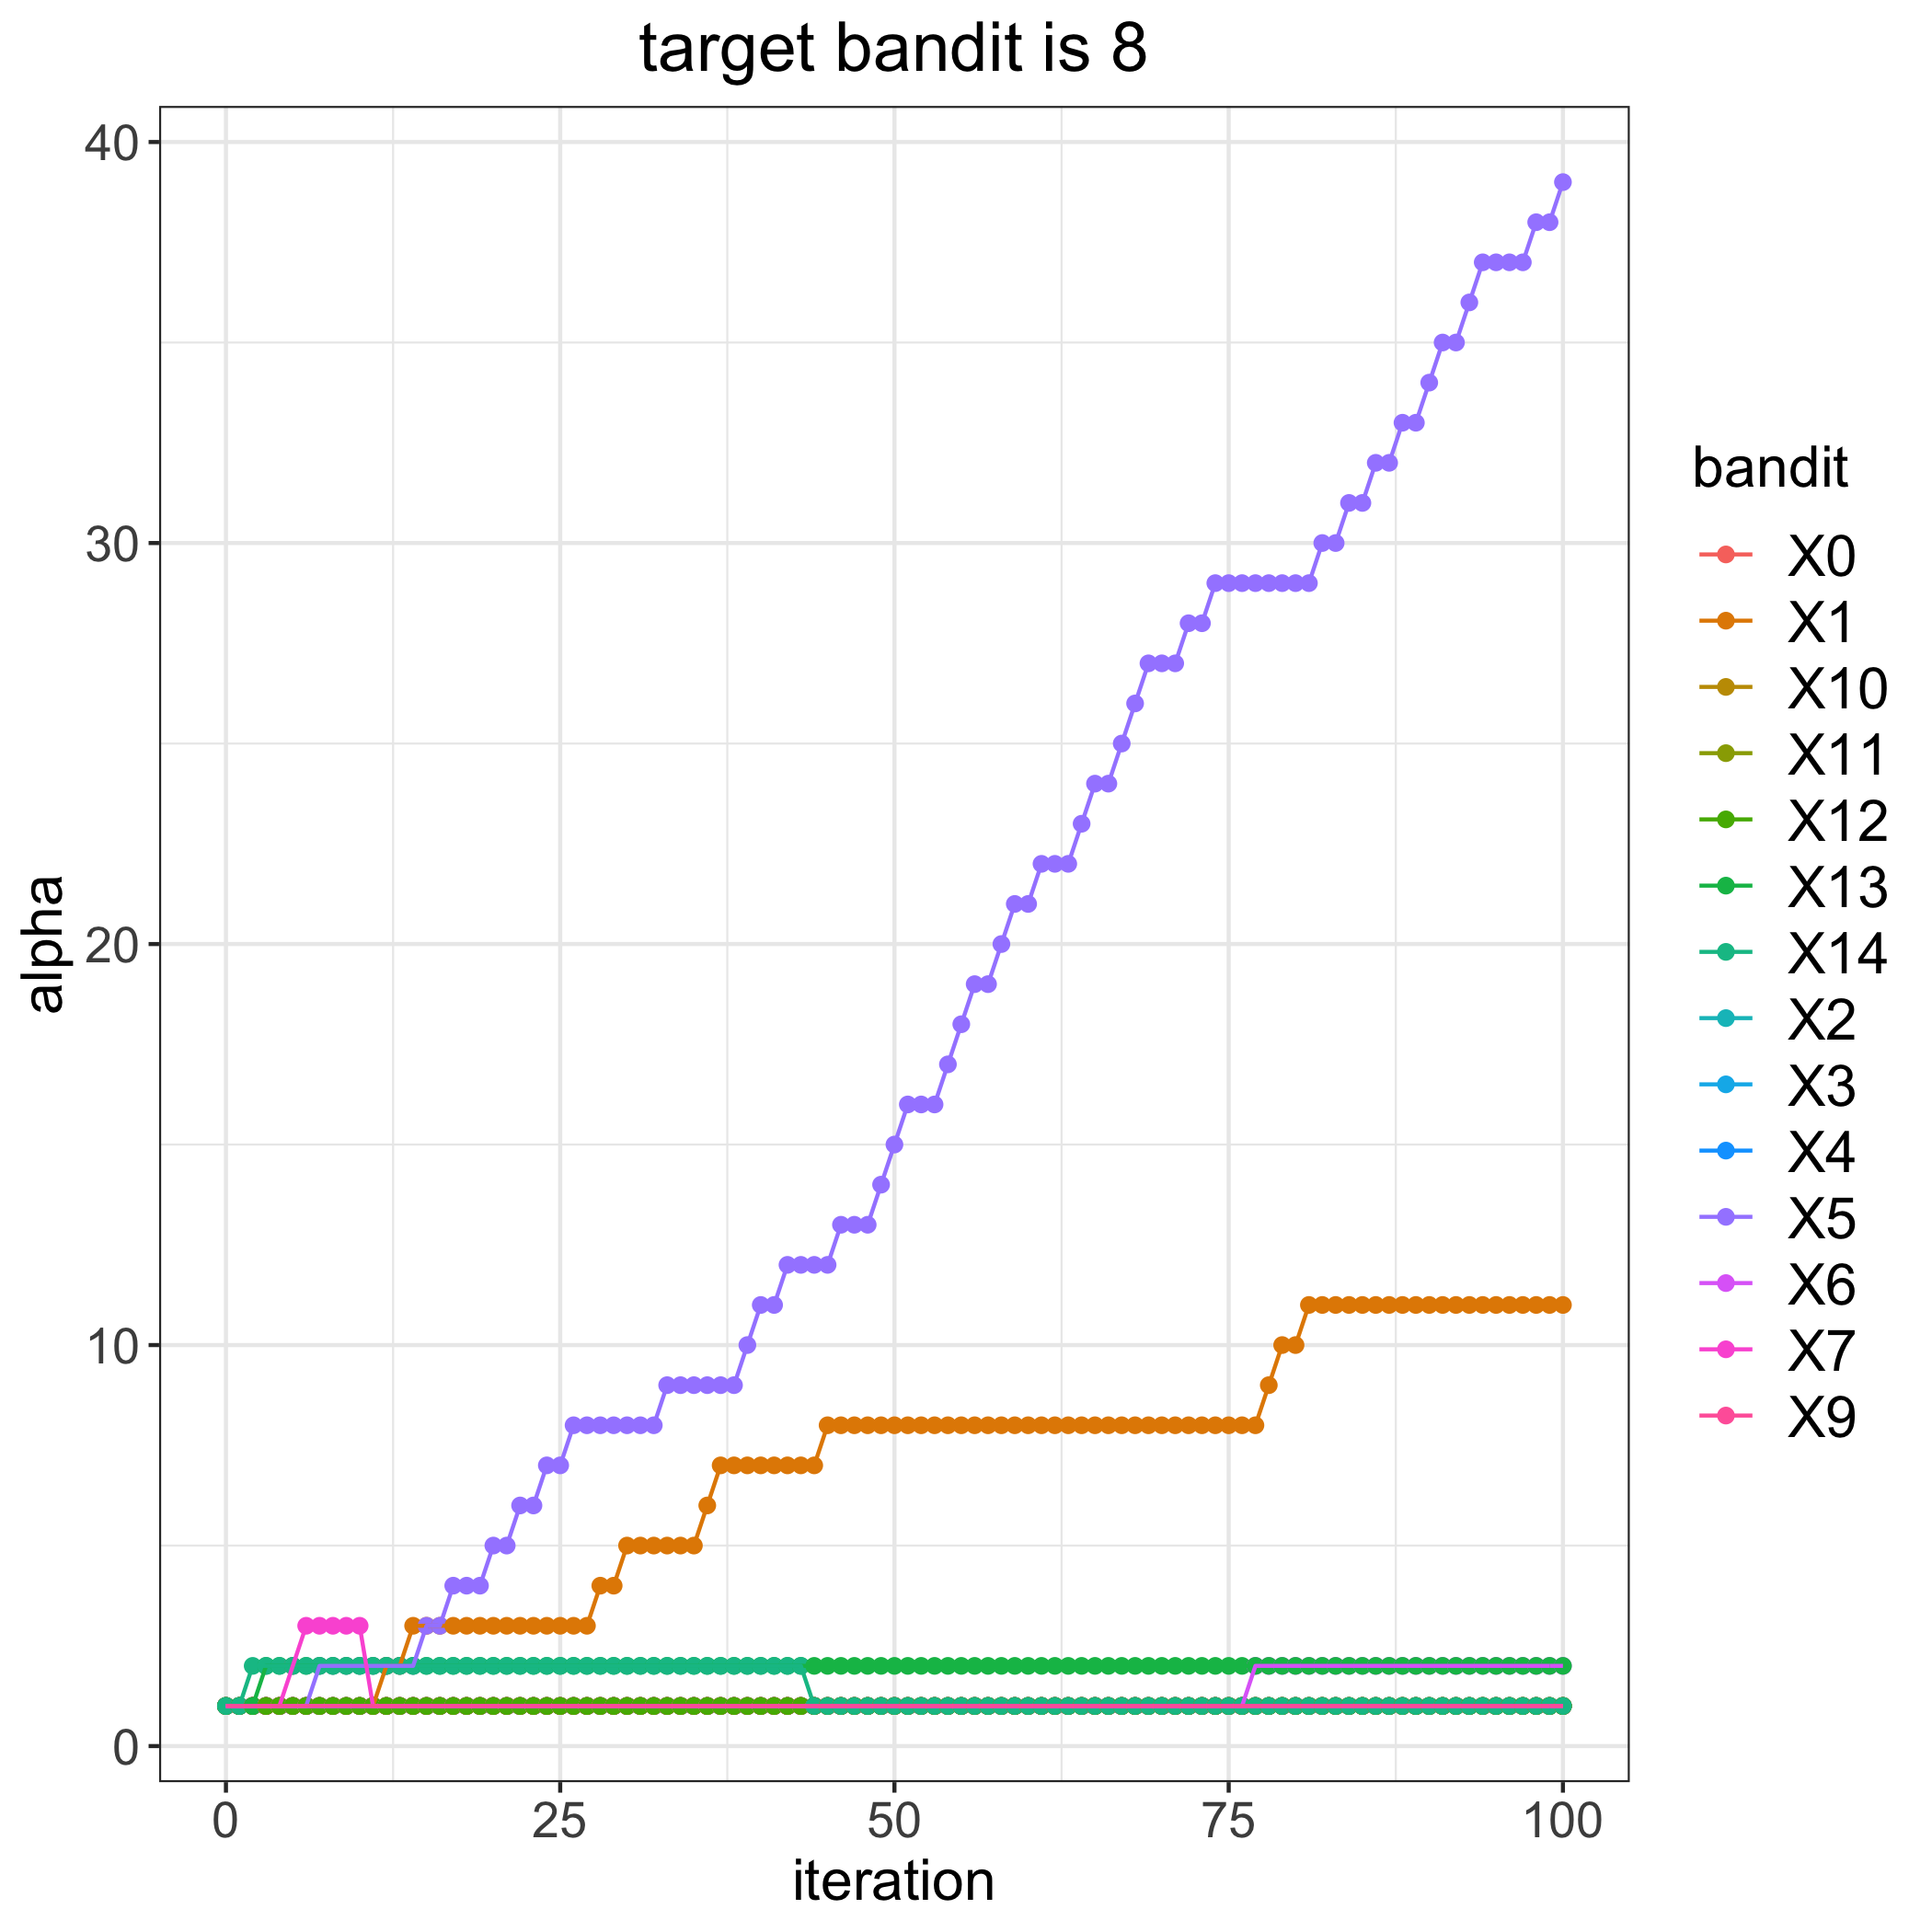 target bandit is 8
40
30
20
10
0
alpha
0 25 50 75 100
iteration
bandit
X0
X1
X10
X11
X12
X13
X14
X2
X3
X4
X5
X6
X7
X9